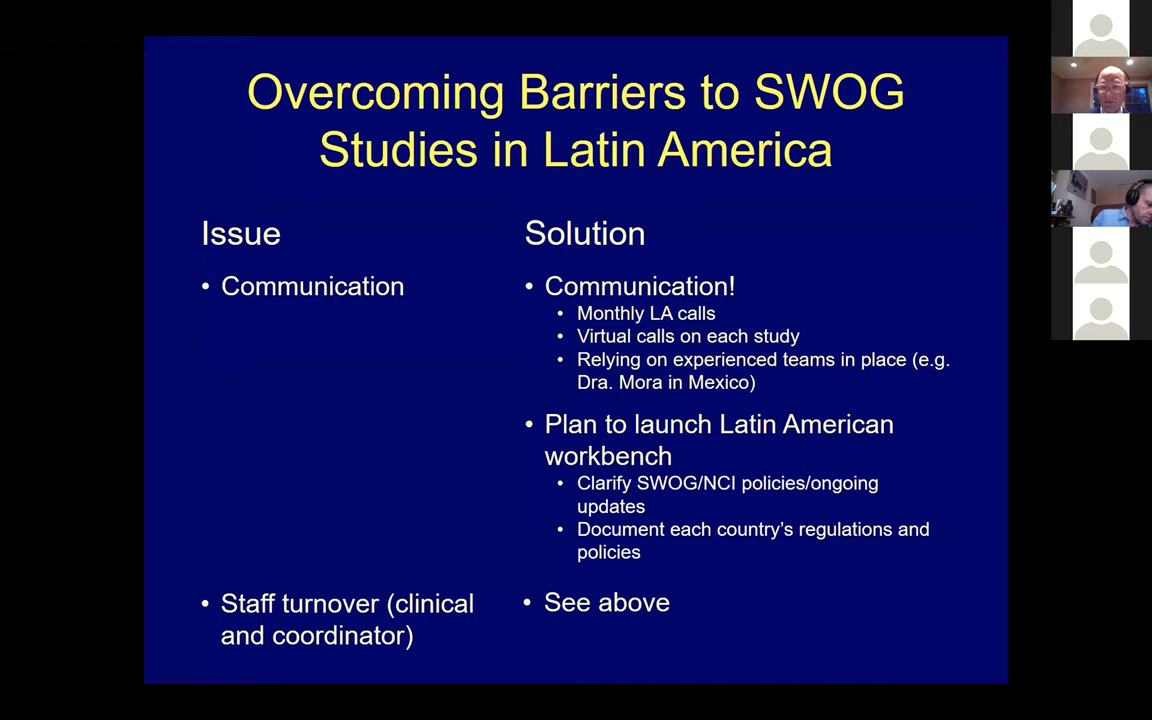 Overcoming Barriers to SWOG
Studies in Latin America
Issue
• Communication
Solution
• Communication!
• Monthly LA calls
• Virtual calls on each study
• Relying on experienced teams in place (e.g.
Dra. Mora in Mexico)
• Plan to launch Latin American
workbench
• Clarify SWOG/NCI policies/ongoing
updates
• Document each country’s regulations and
policies
• Staff turnover (clinical
and coordinator)
• See above